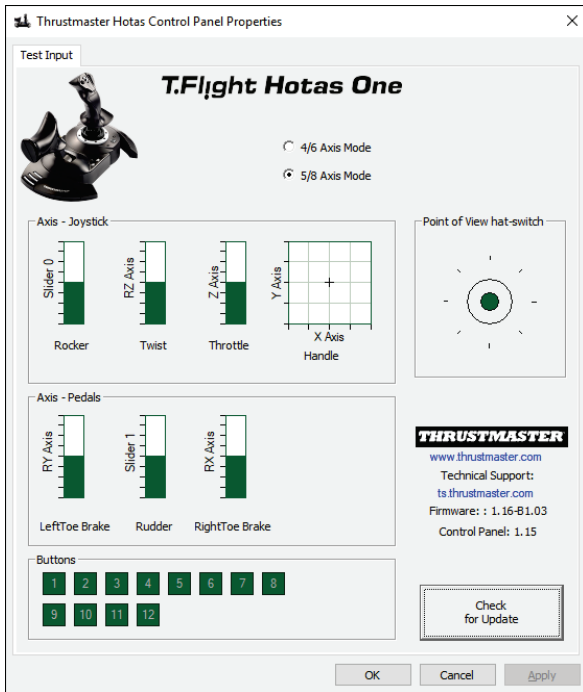 Thrustmaster Hotas Control Panel Properties
Test Input
T.Flight Hotas One
4/6 Axis Mode
5/8 Axis Mode
Axis - Joystick
Slider 0
RZ Axis
Z Axis
Y Axis
X Axis
Rocker
Twist
Throttle
Handle
Point of View hat-switch
Axis - Pedals
RY Axis
Slider 1
RX Axis
LeftToe Brake
Rudder
RightToe Brake
THRUSTMASTER
www.thrustmaster.com
Technical Support:
ts.thrustmaster.com
Firmware: : 1.16-B1.03
Control Panel: 1.15
Buttons
1 2 3 4 5 6 7 8
9 10 11 12
Check
for Update
OK
Cancel
Apply